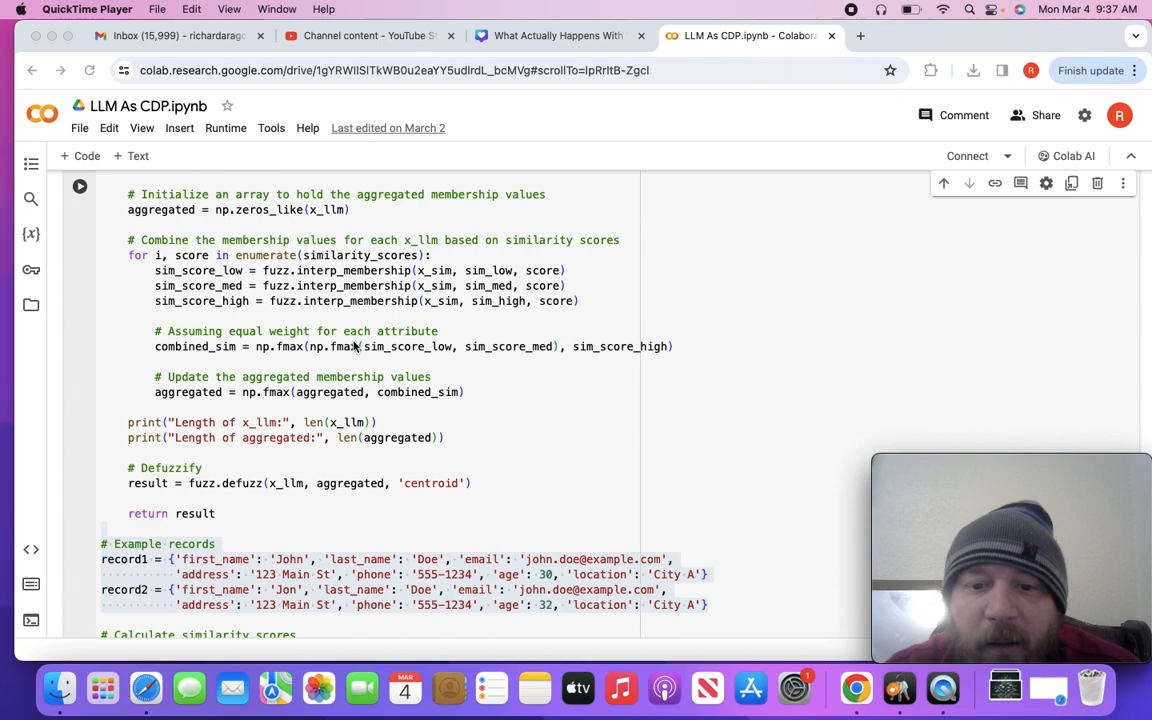 QuickTime Player File Edit View Window Help Mon Mar 4 9:37 AM
Inbox (15,999) - richardarago
Channel content - YouTube St
What Actually Happens With
LLM As CDP.ipynb - Colabora
colab.research.google.com/drive/1gYRWIlSlTkWB0u2eaYY5udlrdL_bcMVg#scrollTo=lpRrItB-Zgcl
R
Finish update
LLM As CDP.ipynb
File Edit View Insert Runtime Tools Help Last edited on March 2
Comment Share R
+ Code + Text
Connect Colab AI
# Initialize an array to hold the aggregated membership values
aggregated = np.zeros_like(x_llm)
# Combine the membership values for each x_llm based on similarity scores
for i, score in enumerate(similarity_scores):
sim_score_low = fuzz.interp_membership(x_sim, sim_low, score)
sim_score_med = fuzz.interp_membership(x_sim, sim_med, score)
sim_score_high = fuzz.interp_membership(x_sim, sim_high, score)
# Assuming equal weight for each attribute
combined_sim = np.fmax(np.fmax(sim_score_low, sim_score_med), sim_score_high)
# Update the aggregated membership values
aggregated = np.fmax(aggregated, combined_sim)
print("Length of x_llm:", len(x_llm))
print("Length of aggregated:", len(aggregated))
# Defuzzify
result = fuzz.defuzz(x_llm, aggregated, 'centroid')
return result
# Example records
record1 = {'first_name': 'John', 'last_name': 'Doe', 'email': 'john.doe@example.com',
'address': '123 Main St', 'phone': '555-1234', 'age': 30, 'location': 'City A'}
record2 = {'first_name': 'Jon', 'last_name': 'Doe', 'email': 'john.doe@example.com',
'address': '123 Main St', 'phone': '555-1234', 'age': 32, 'location': 'City A'}
# Calculate similarity scores
MAR
4
tv
1